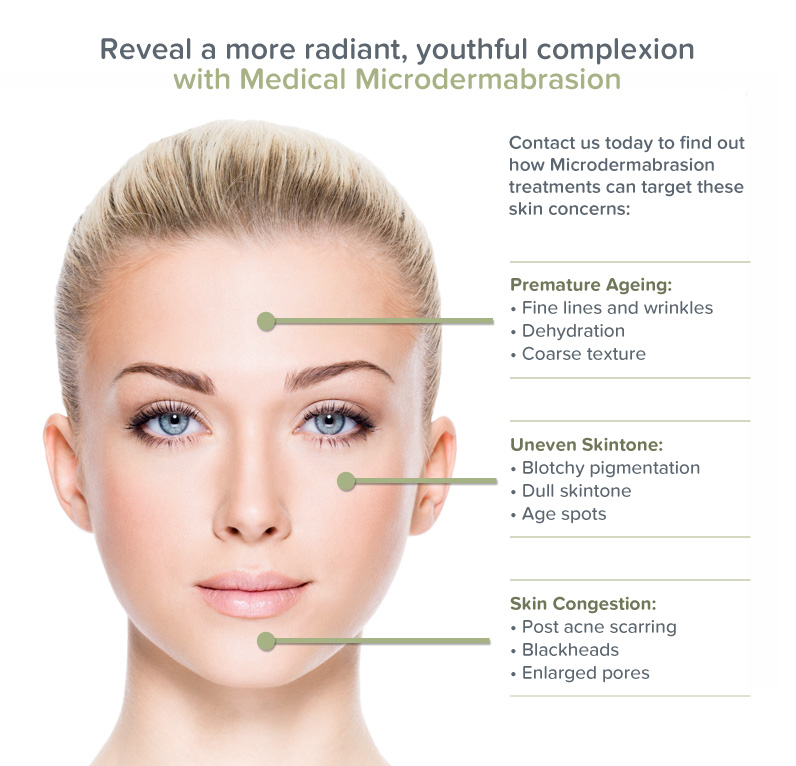 Reveal a more radiant, youthful complexion
with Medical Microdermabrasion
Contact us today to find out
how Microdermabrasion
treatments can target these
skin concerns:
Premature Ageing:
• Fine lines and wrinkles
• Dehydration
• Coarse texture
Uneven Skintone:
• Blotchy pigmentation
• Dull skintone
• Age spots
Skin Congestion:
• Post acne scarring
• Blackheads
• Enlarged pores